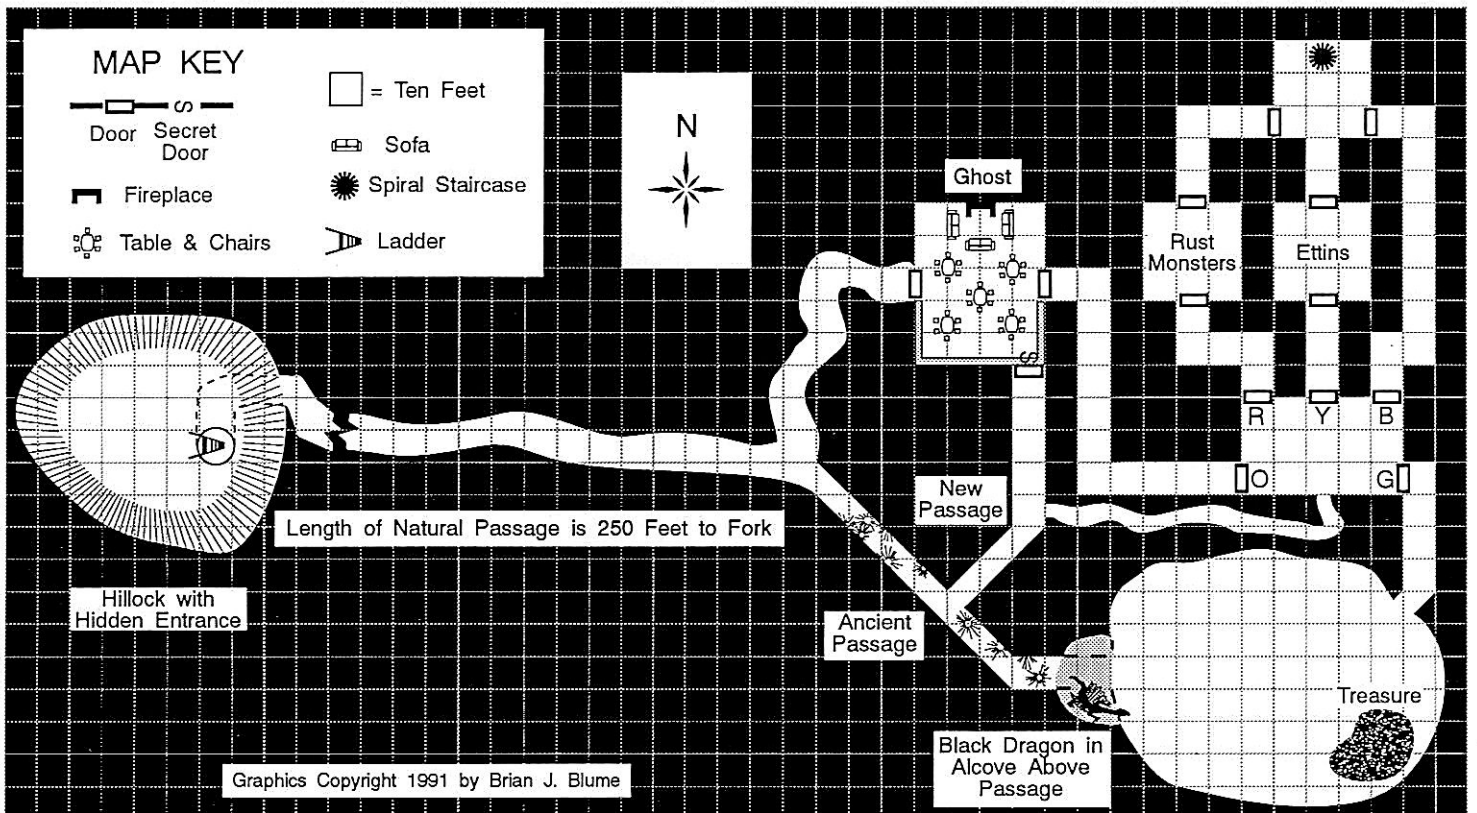 MAP KEY
S
Door Secret
Door
= Ten Feet
Sofa
Fireplace
Spiral Staircase
Table & Chairs
Ladder
N
Ghost
Rust
Monsters
Ettins
S
R Y B
O G
New
Passage
Length of Natural Passage is 250 Feet to Fork
Hillock with
Hidden Entrance
Ancient
Passage
Treasure
Black Dragon in
Alcove Above
Passage
Graphics Copyright 1991 by Brian J. Blume